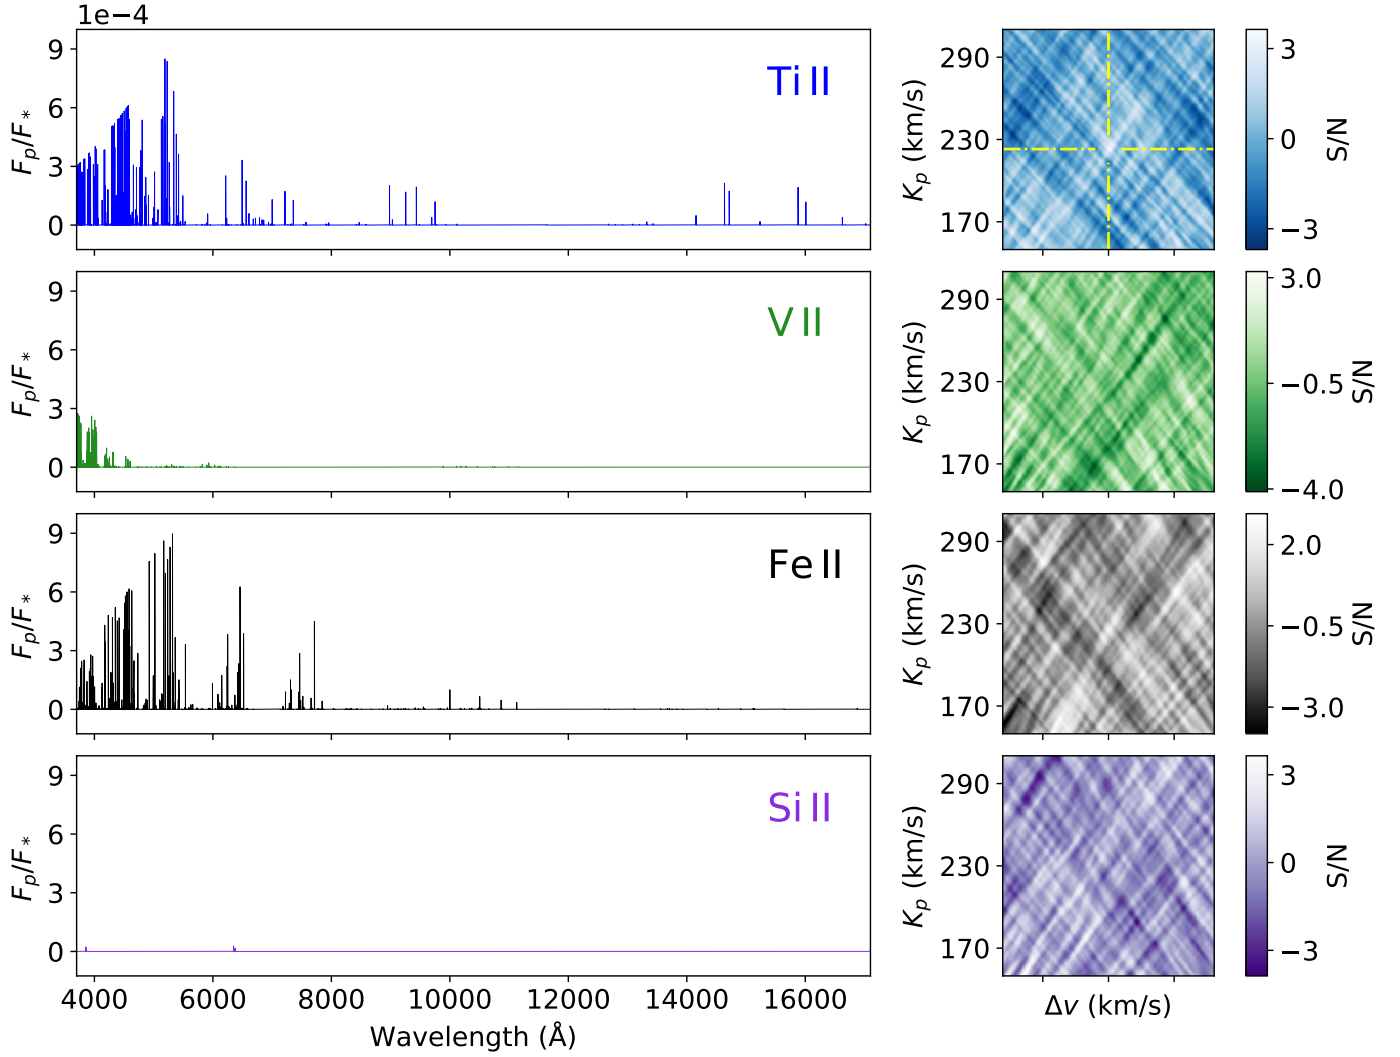 1e−4
9
6
3
0
F_p/F_*
Ti II
290
230
170
K_p (km/s)
3
0
−3
S/N
9
6
3
0
F_p/F_*
V II
290
230
170
K_p (km/s)
3.0
−0.5
−4.0
S/N
9
6
3
0
F_p/F_*
Fe II
290
230
170
K_p (km/s)
2.0
−0.5
−3.0
S/N
9
6
3
0
F_p/F_*
Si II
290
230
170
K_p (km/s)
3
0
−3
S/N
4000 6000 8000 10000 12000 14000 16000
Wavelength (Å)
Δv (km/s)